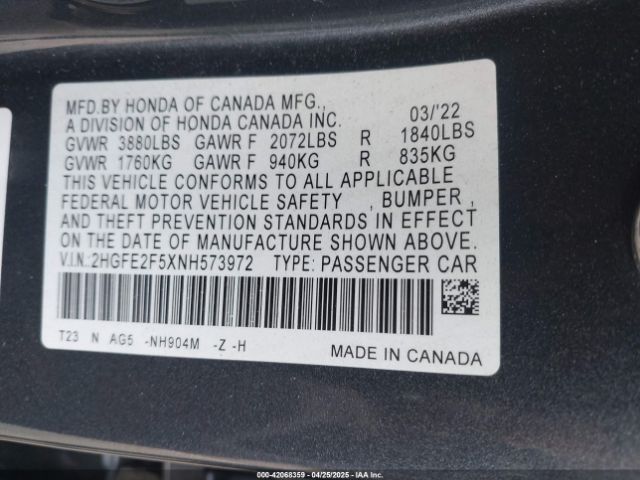 MFD.BY HONDA OF CANADA MFG.,
A DIVISION OF HONDA CANADA INC. 03/'22
GVWR 3880LBS GAWR F 2072LBS R 1840LBS
GVWR 1760KG GAWR F 940KG R 835KG
THIS VEHICLE CONFORMS TO ALL APPLICABLE
FEDERAL MOTOR VEHICLE SAFETY , BUMPER ,
AND THEFT PREVENTION STANDARDS IN EFFECT
ON THE DATE OF MANUFACTURE SHOWN ABOVE.
V.I.N.: 2HGFE2F5XNH573972 TYPE: PASSENGER CAR
T23 N AG5 -NH904M -Z -H
MADE IN CANADA
000-42068359 | 04/25/2025 - IAA Inc.